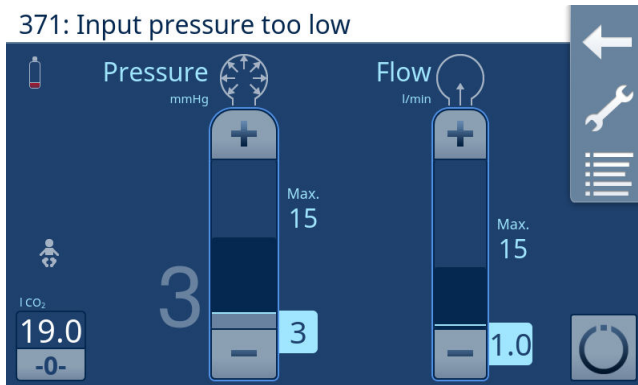 371: Input pressure too low
Pressure
mmHg
Flow
l/min
Max.
15
Max.
15
3
3
1.0
l CO₂
19.0
-0-